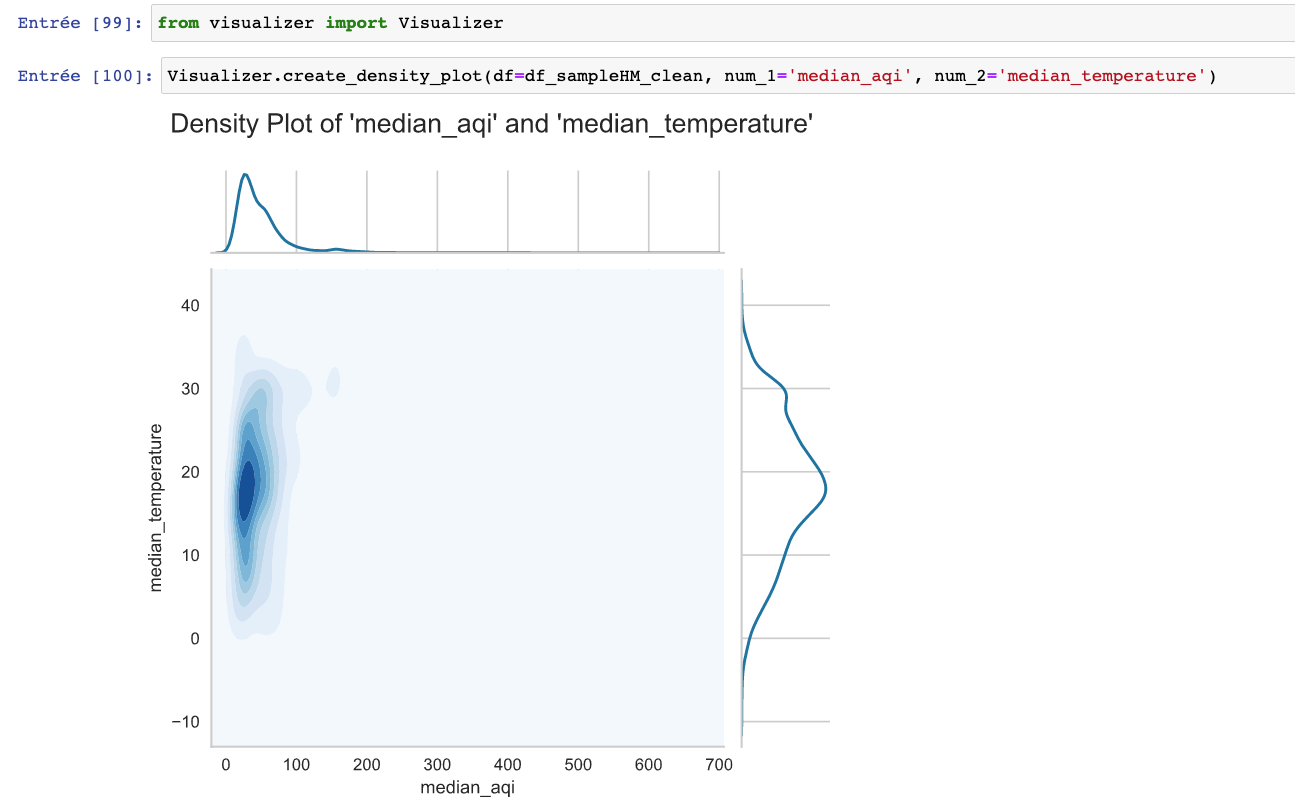 Entrée [99]: from visualizer import Visualizer
Entrée [100]: Visualizer.create_density_plot(df=df_sampleHM_clean, num_1='median_aqi', num_2='median_temperature')
Density Plot of 'median_aqi' and 'median_temperature'
40
30
20
10
0
−10
median_temperature
0 100 200 300 400 500 600 700
median_aqi